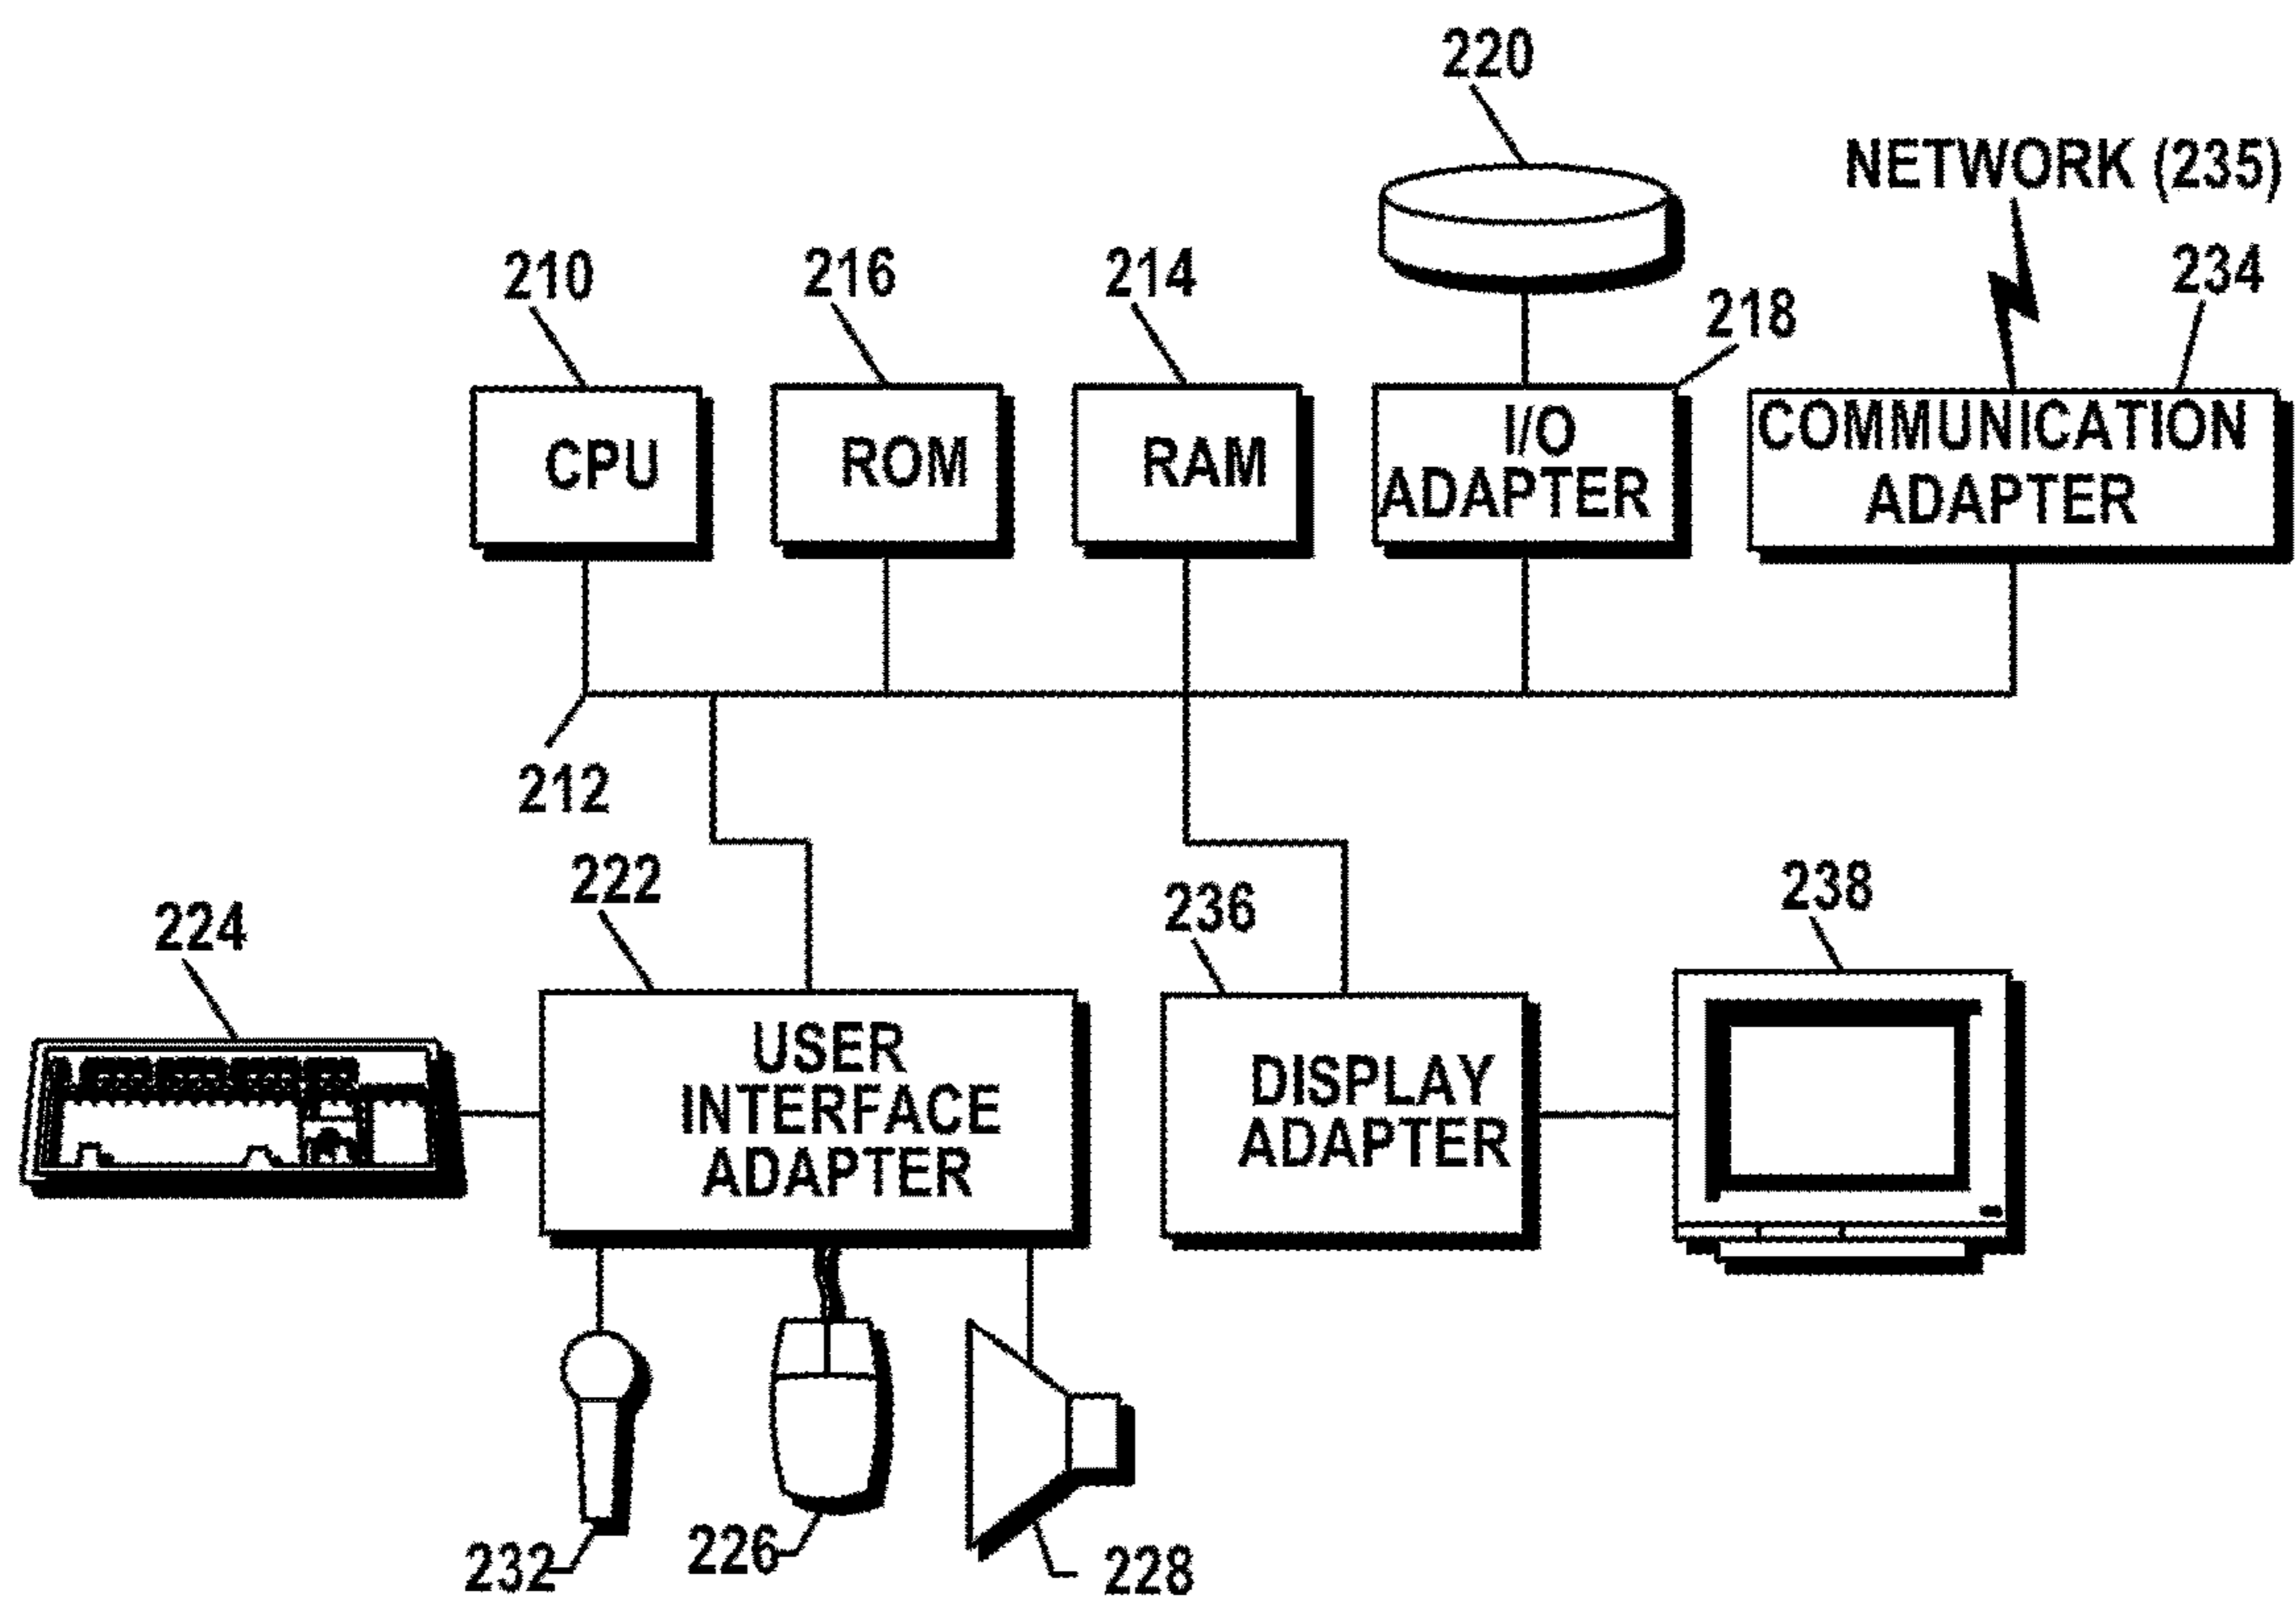 220
NETWORK (235)
210
216
214
218
234
CPU
ROM
RAM
I/O
ADAPTER
COMMUNICATION
ADAPTER
212
222
224
236
238
USER
INTERFACE
ADAPTER
DISPLAY
ADAPTER
232
226
228